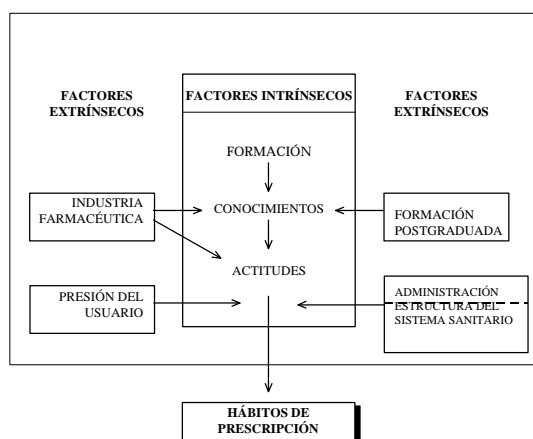 FACTORES
EXTRÍNSECOS
FACTORES INTRÍNSECOS
FACTORES
EXTRÍNSECOS
FORMACIÓN
INDUSTRIA
FARMACÉUTICA
CONOCIMIENTOS
FORMACIÓN
POSTGRADUADA
ACTITUDES
PRESIÓN DEL
USUARIO
ADMINISTRACIÓN
ESTRUCTURA DEL
SISTEMA SANITARIO
HÁBITOS DE
PRESCRIPCIÓN